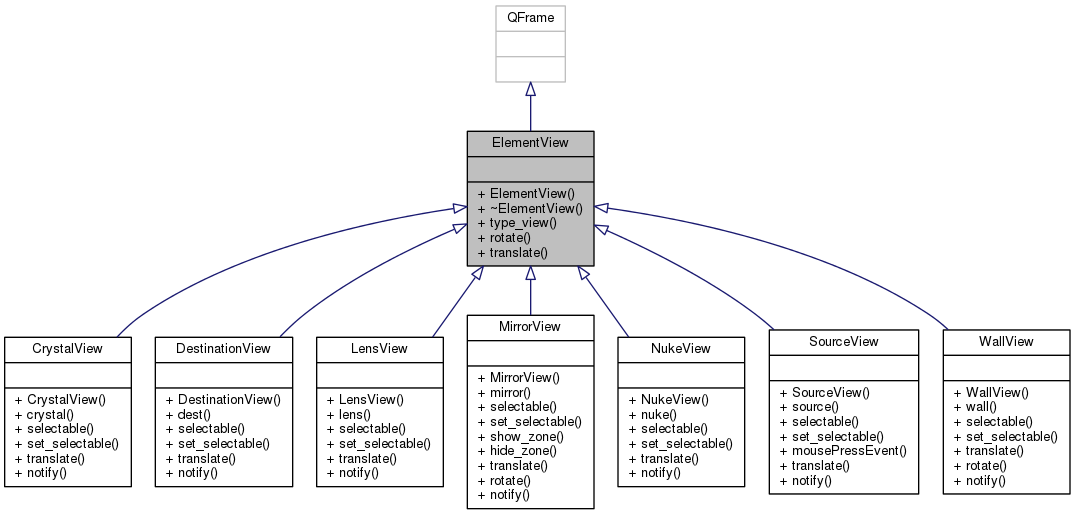 QFrame
ElementView
+ ElementView()
+ ~ElementView()
+ type_view()
+ rotate()
+ translate()
CrystalView
+ CrystalView()
+ crystal()
+ selectable()
+ set_selectable()
+ translate()
+ notify()
DestinationView
+ DestinationView()
+ dest()
+ selectable()
+ set_selectable()
+ translate()
+ notify()
LensView
+ LensView()
+ lens()
+ selectable()
+ set_selectable()
+ translate()
+ notify()
MirrorView
+ MirrorView()
+ mirror()
+ selectable()
+ set_selectable()
+ show_zone()
+ hide_zone()
+ translate()
+ rotate()
+ notify()
NukeView
+ NukeView()
+ nuke()
+ selectable()
+ set_selectable()
+ translate()
+ notify()
SourceView
+ SourceView()
+ source()
+ selectable()
+ set_selectable()
+ mousePressEvent()
+ translate()
+ notify()
WallView
+ WallView()
+ wall()
+ selectable()
+ set_selectable()
+ translate()
+ rotate()
+ notify()